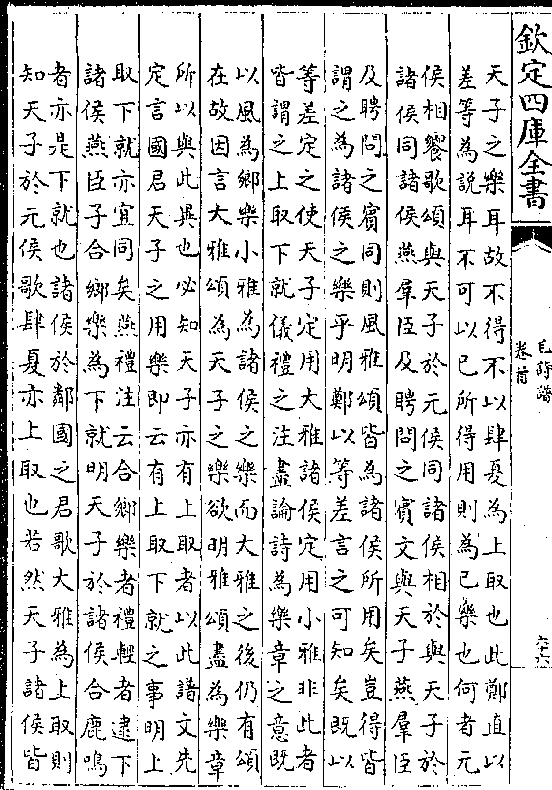 欽定四庫全書
毛詩譜
卷首
六十六
天子之樂耳故不得不以肆夏為上取也此鄭直以
差等為說耳不可以已所得用則為已樂也何者元
侯相饗歌頌與天子於元侯同諸侯相於與天子於
諸侯同諸侯燕羣臣及聘問之賓文與天子燕羣臣
及聘問之賓同則風雅頌皆為諸侯所用矣豈得皆
謂之為諸侯之樂乎明鄭以等差言之可知矣既以
等差定之使天子定用大雅諸侯定用小雅非此者
皆謂之上取下就儀禮之注盡論詩為樂章之意既
以風為鄉樂小雅為諸侯之樂而大雅之後仍有頌
在故因言大雅頌為天子之樂欲明雅頌盡為樂章
所以與此異也必知天子亦有上取者以此譜文先
定言國君天子之用樂即云有上取下就之事明上
取下就亦宜同矣燕禮注云合鄉樂者禮輕者逮下
諸侯燕臣子合鄉樂為下就明天子於諸侯合鹿鳴
者亦是下就也諸侯於鄰國之君歌大雅為上取則
知天子於元侯歌肆夏亦上取也若然天子諸侯皆